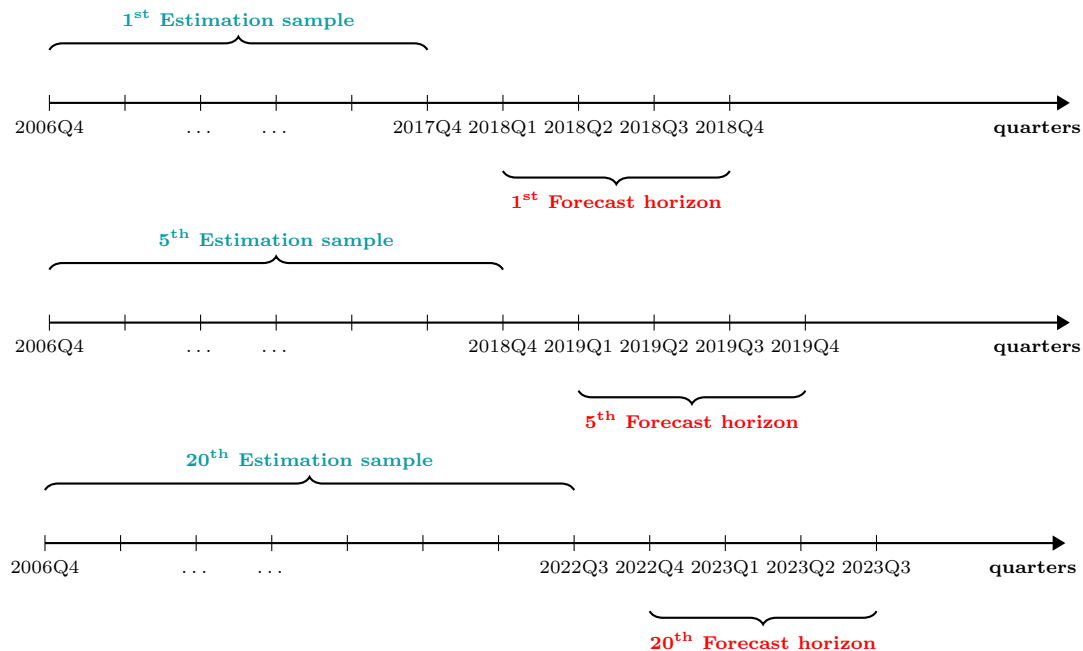 1st Estimation sample
2006Q4 ... ... 2017Q4 2018Q1 2018Q2 2018Q3 2018Q4 quarters
1st Forecast horizon
5th Estimation sample
2006Q4 ... ... 2018Q4 2019Q1 2019Q2 2019Q3 2019Q4 quarters
5th Forecast horizon
20th Estimation sample
2006Q4 ... ... 2022Q3 2022Q4 2023Q1 2023Q2 2023Q3 quarters
20th Forecast horizon